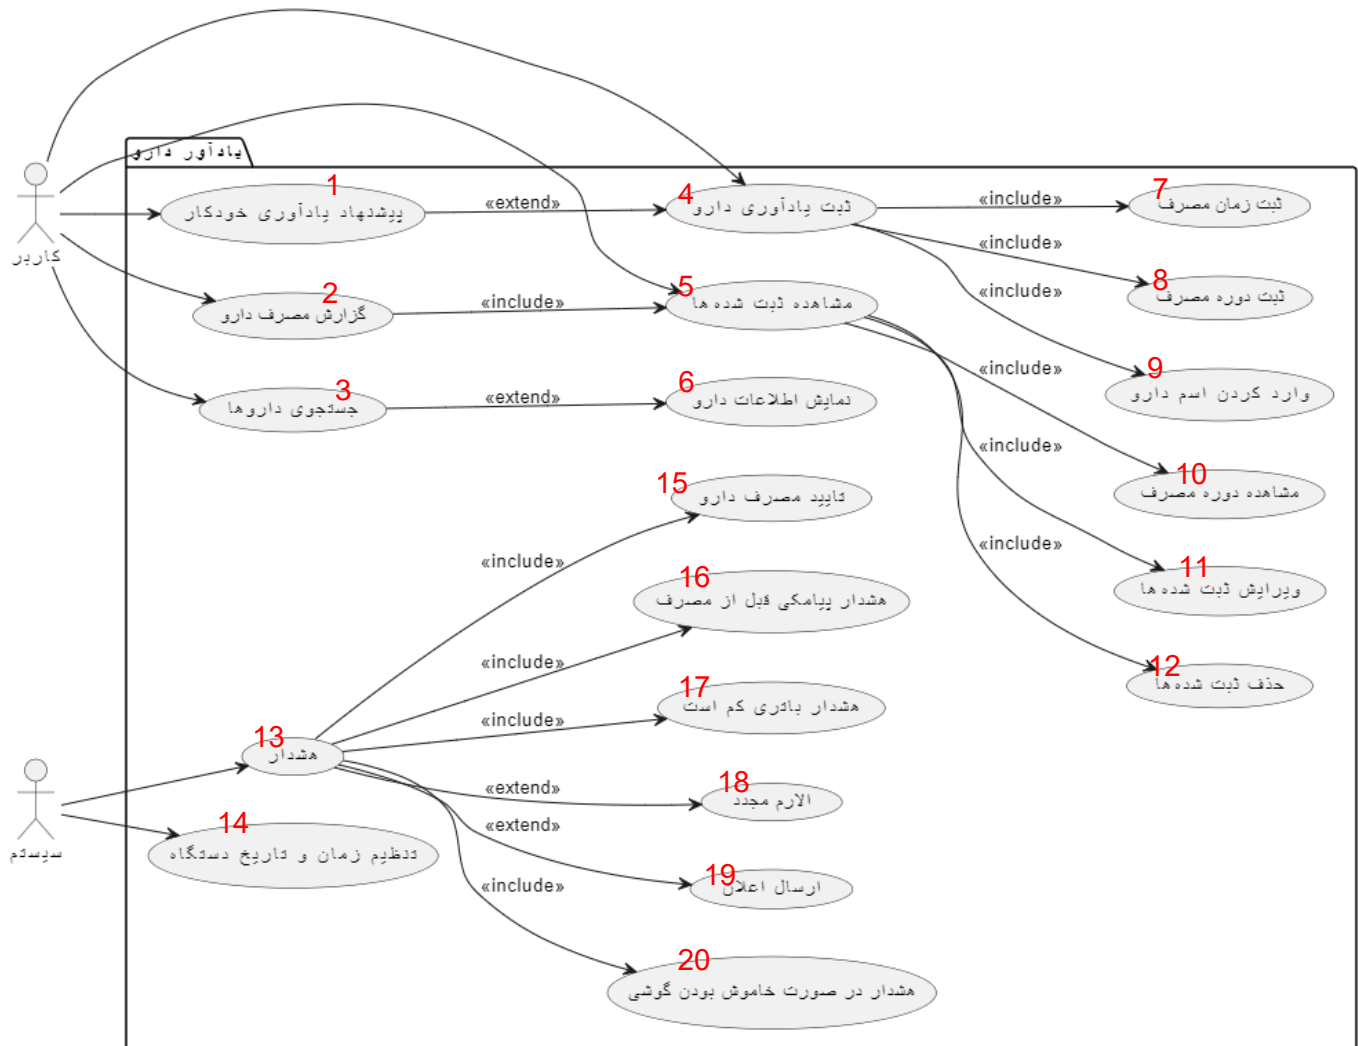 یادآور دارو
1
پیشنهاد یادآوری خودکار
«extend»
4
ثبت یادآوری دارو
«include»
7
ثبت زمان مصرف
کاربر
«include»
8
ثبت دوره مصرف
2
گزارش مصرف دارو
«include»
5
مشاهده ثبت شده ها
«include»
9
وارد کردن اسم دارو
3
جستجوی داروها
«extend»
6
نمایش اطلاعات دارو
«include»
10
مشاهده دوره مصرف
«include»
11
ویرایش ثبت شده ها
«include»
12
حذف ثبت شده ها
15
تایید مصرف دارو
«include»
16
هشدار پیامکی قبل از مصرف
«include»
17
هشدار باتری کم است
«include»
13
هشدار
18
الارم مجدد
«extend»
سیستم
14
تنظیم زمان و تاریخ دستگاه
«extend»
19
ارسال اعلان
«include»
20
هشدار در صورت خاموش بودن گوشی